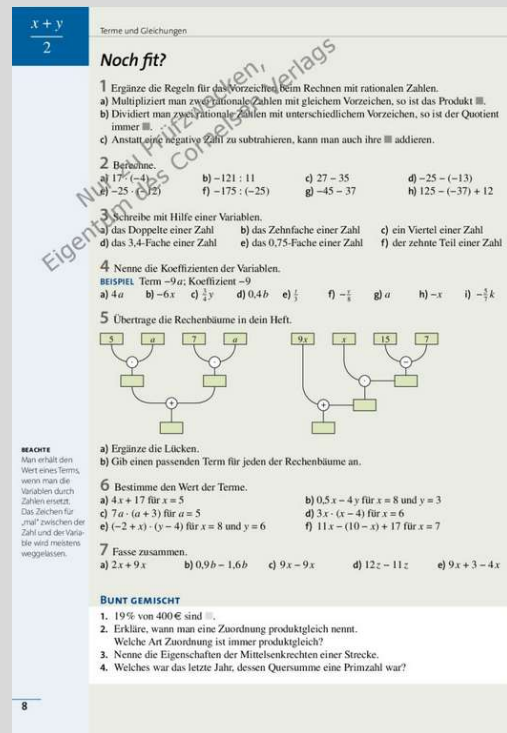 x + y
2
Terme und Gleichungen
Noch fit?
1 Ergänze die Regeln für das Vorzeichen beim Rechnen mit rationalen Zahlen.
a) Multipliziert man zwei rationale Zahlen mit gleichem Vorzeichen, so ist das Produkt ■.
b) Dividiert man zwei rationale Zahlen mit unterschiedlichem Vorzeichen, so ist der Quotient
immer ■.
c) Anstatt eine negative Zahl zu subtrahieren, kann man auch ihre ■ addieren.
2 Berechne.
a) 17 · (−4) b) −121 : 11 c) 27 − 35 d) −25 − (−13)
e) −25 · (−12) f) −175 : (−25) g) −45 − 37 h) 125 − (−37) + 12
3 Schreibe mit Hilfe einer Variablen.
a) das Doppelte einer Zahl b) das Zehnfache einer Zahl c) ein Viertel einer Zahl
d) das 3,4-Fache einer Zahl e) das 0,75-Fache einer Zahl f) der zehnte Teil einer Zahl
4 Nenne die Koeffizienten der Variablen.
BEISPIEL Term −9a; Koeffizient −9
a) 4a b) −6x c) 3/4 y d) 0,4b e) f) g) a h) −x i)
5 Übertrage die Rechenbäume in dein Heft.
5 a 7 a 9x x 15 7
· · −
·
+ +
a) Ergänze die Lücken.
b) Gib einen passenden Term für jeden der Rechenbäume an.
BEACHTE
Man erhält den
Wert eines Terms,
wenn man die
Variablen durch
Zahlen ersetzt.
Das Zeichen für
„mal“ zwischen der
Zahl und der Varia-
ble wird meistens
weggelassen.
6 Bestimme den Wert der Terme.
a) 4x + 17 für x = 5 b) 0,5x − 4y für x = 8 und y = 3
c) 7a · (a + 3) für a = 5 d) 3x · (x − 4) für x = 6
e) (−2 + x) · (y − 4) für x = 8 und y = 6 f) 11x − (10 − x) + 17 für x = 7
7 Fasse zusammen.
a) 2x + 9x b) 0,9b − 1,6b c) 9x − 9x d) 12z − 11z e) 9x + 3 − 4x
BUNT GEMISCHT
1. 19% von 400 € sind ■.
2. Erkläre, wann man eine Zuordnung produktgleich nennt.
Welche Art Zuordnung ist immer produktgleich?
3. Nenne die Eigenschaften der Mittelsenkrechten einer Strecke.
4. Welches war das letzte Jahr, dessen Quersumme eine Primzahl war?
8
Nur zu Prüfzwecken,
Eigentum des Cornelsen Verlags